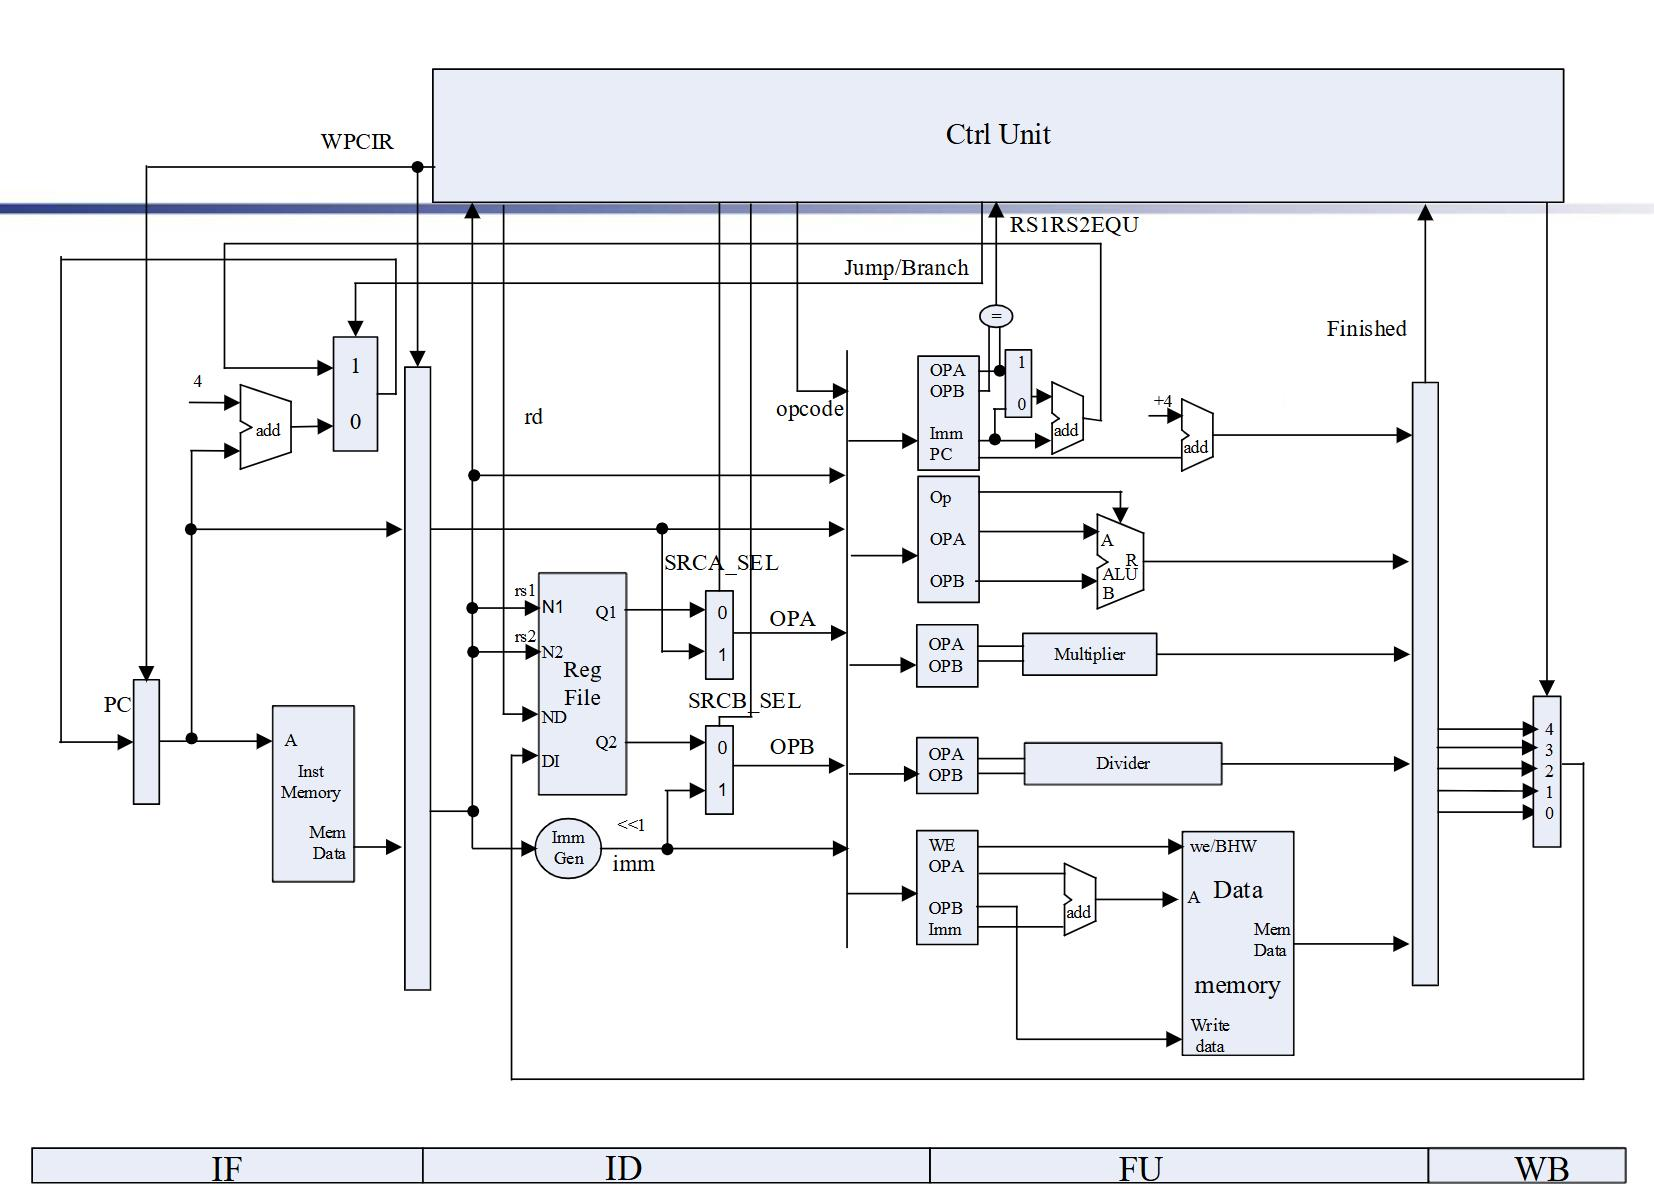 Ctrl Unit
WPCIR
RS1RS2EQU
Jump/Branch
=
Finished
1
0
4
add
rd
opcode
OPA
OPB
Imm
PC
1
0
add
+4
add
Op
OPA
OPB
A
R
ALU
B
SRCA_SEL
rs1
N1
Q1
rs2
N2
Reg
File
ND
Q2
DI
0
1
OPA
SRCB_SEL
0
1
OPB
OPA
OPB
Multiplier
OPA
OPB
Divider
PC
A
Inst
Memory
Mem
Data
Imm
Gen
<<1
imm
WE
OPA
OPB
Imm
add
we/BHW
A
Data
Mem
Data
memory
Write
data
4
3
2
1
0
IF
ID
FU
WB